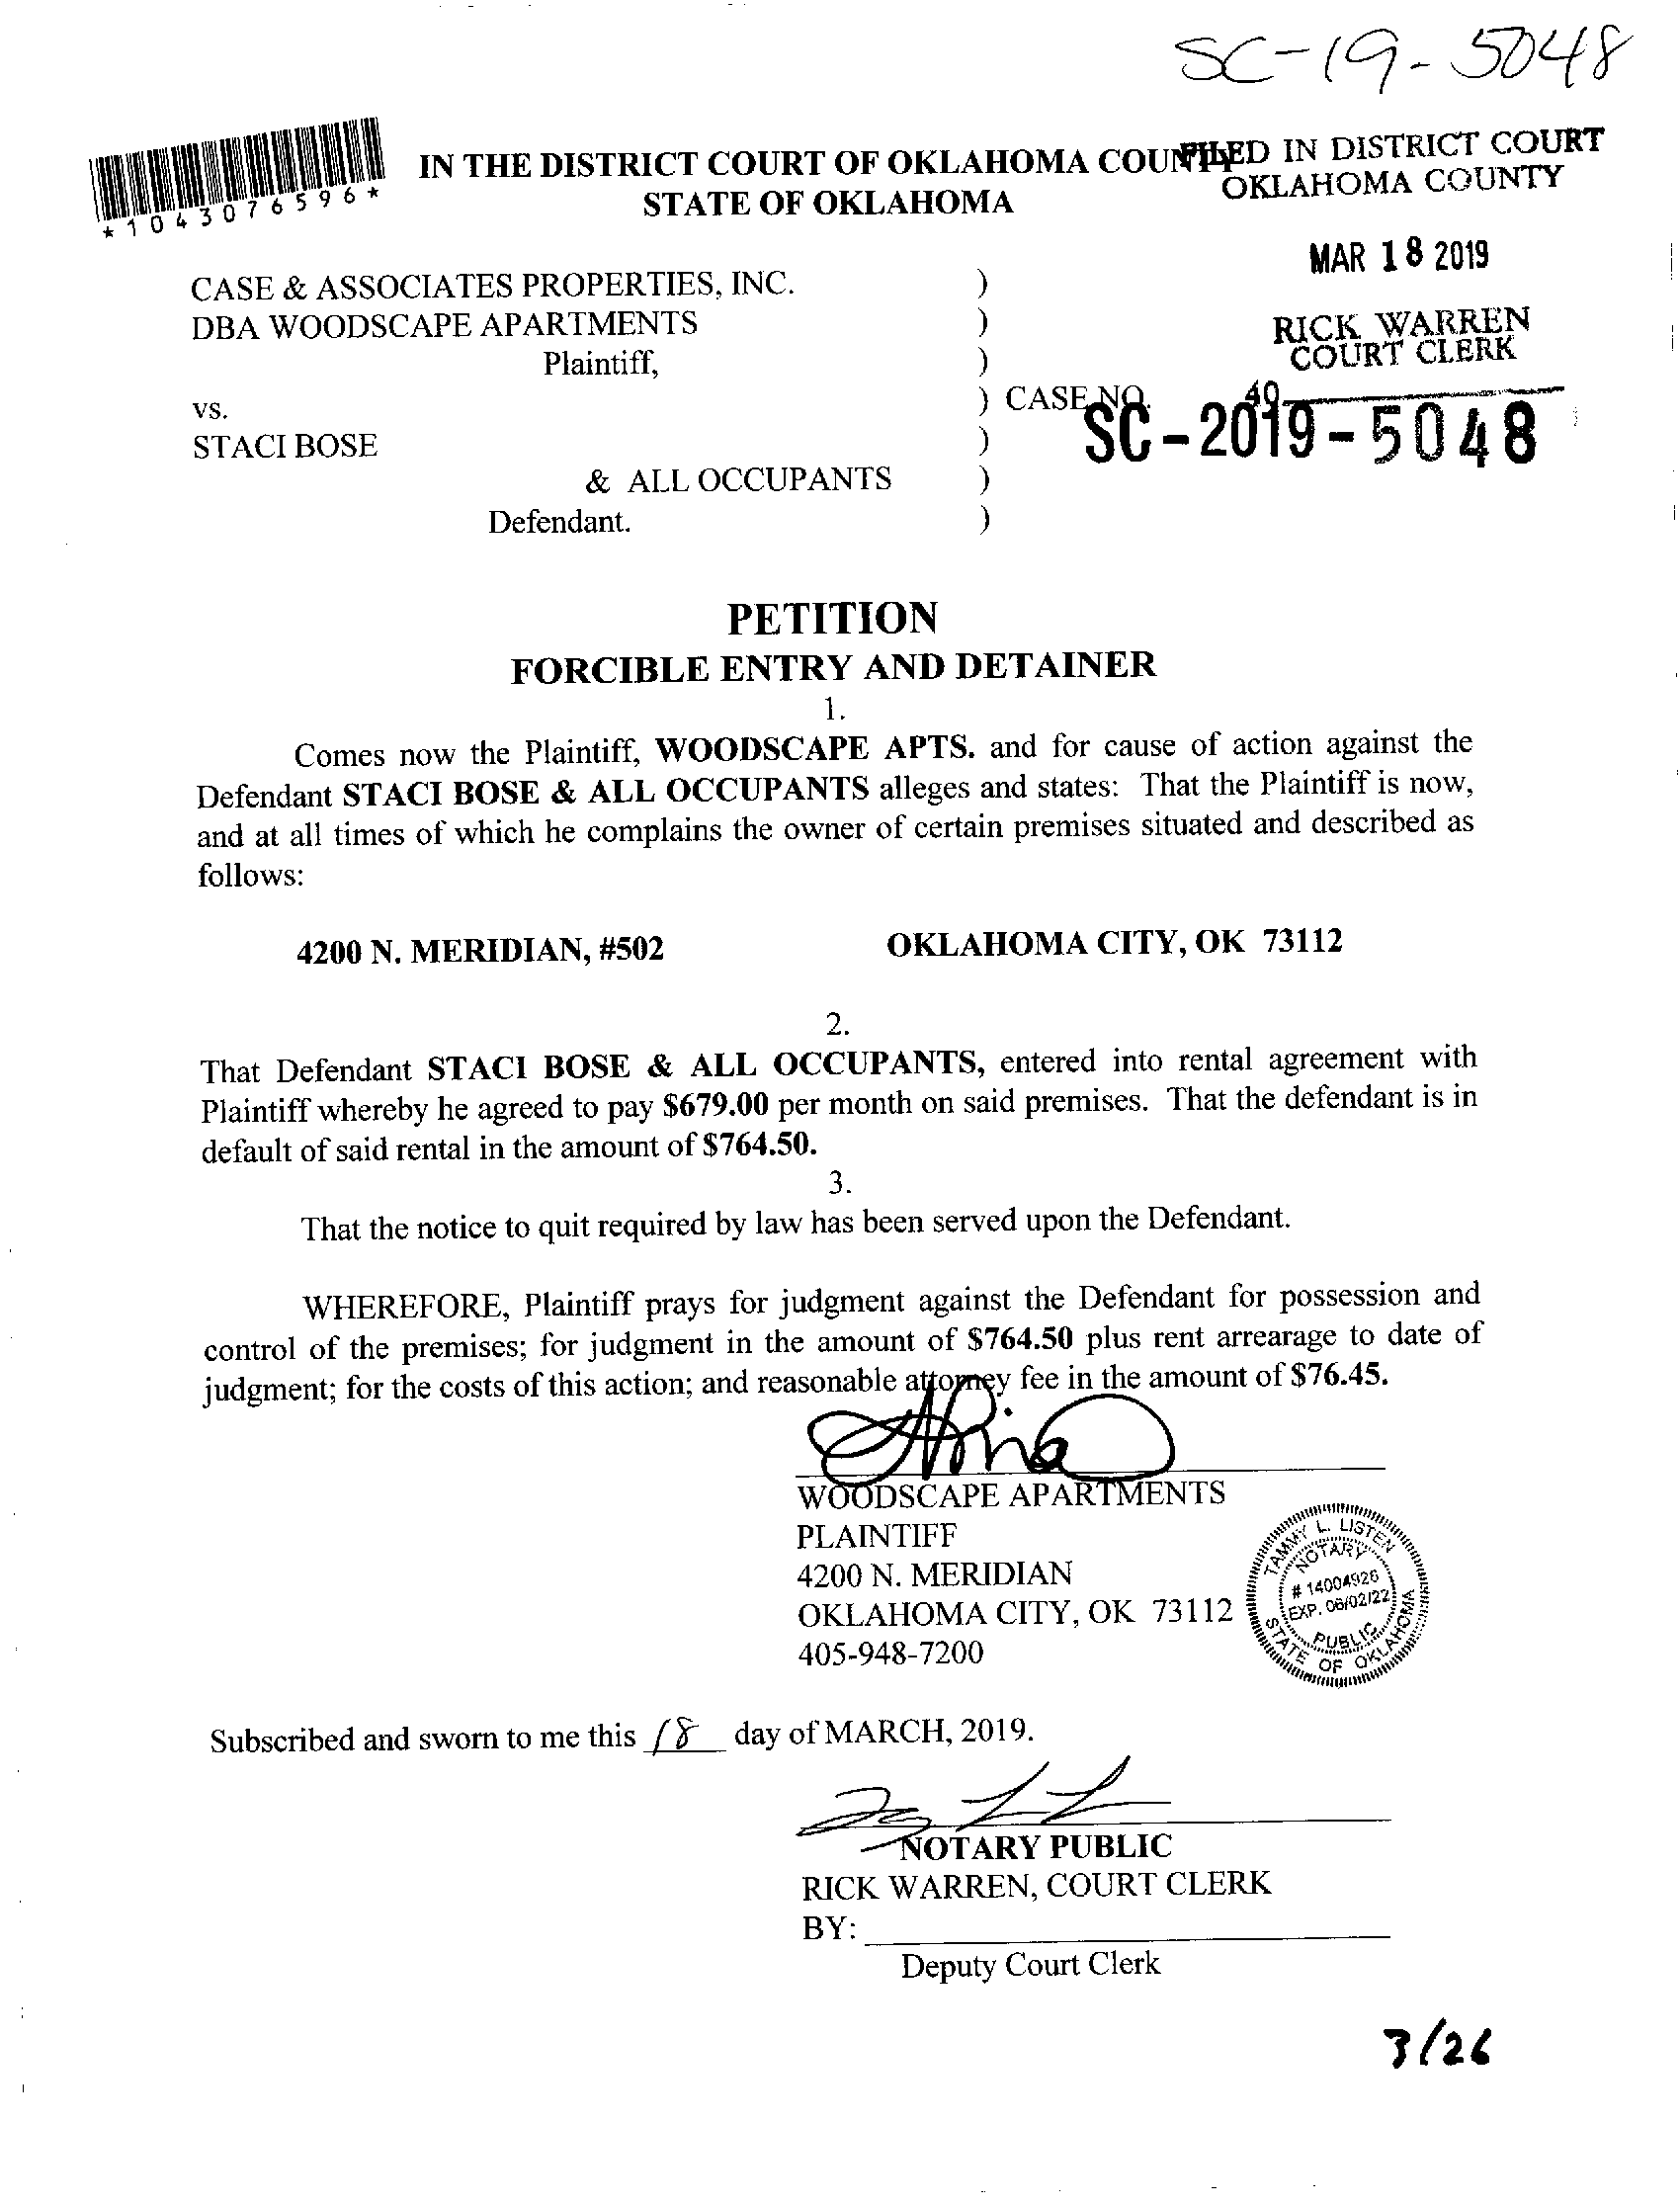 SC-19-5048
*1043076596*
IN THE DISTRICT COURT OF OKLAHOMA COUNTY
STATE OF OKLAHOMA
FILED IN DISTRICT COURT
OKLAHOMA COUNTY
MAR 18 2019
RICK WARREN
COURT CLERK
40
CASE & ASSOCIATES PROPERTIES, INC. )
DBA WOODSCAPE APARTMENTS )
Plaintiff, )
vs. ) CASE NO.
SC-2019-5048
STACI BOSE )
& ALL OCCUPANTS )
Defendant. )
PETITION
FORCIBLE ENTRY AND DETAINER
1.
Comes now the Plaintiff, WOODSCAPE APTS. and for cause of action against the
Defendant STACI BOSE & ALL OCCUPANTS alleges and states: That the Plaintiff is now,
and at all times of which he complains the owner of certain premises situated and described as
follows:
4200 N. MERIDIAN, #502 OKLAHOMA CITY, OK 73112
2.
That Defendant STACI BOSE & ALL OCCUPANTS, entered into rental agreement with
Plaintiff whereby he agreed to pay $679.00 per month on said premises. That the defendant is in
default of said rental in the amount of $764.50.
3.
That the notice to quit required by law has been served upon the Defendant.
WHEREFORE, Plaintiff prays for judgment against the Defendant for possession and
control of the premises; for judgment in the amount of $764.50 plus rent arrearage to date of
judgment; for the costs of this action; and reasonable attorney fee in the amount of $76.45.
WOODSCAPE APARTMENTS
PLAINTIFF
4200 N. MERIDIAN
OKLAHOMA CITY, OK 73112
405-948-7200
TAMMY L. LISTEN
NOTARY
# 14004926
EXP. 06/02/22
PUBLIC
STATE OF OKLAHOMA
Subscribed and sworn to me this 18 day of MARCH, 2019.
NOTARY PUBLIC
RICK WARREN, COURT CLERK
BY:
Deputy Court Clerk
3/26